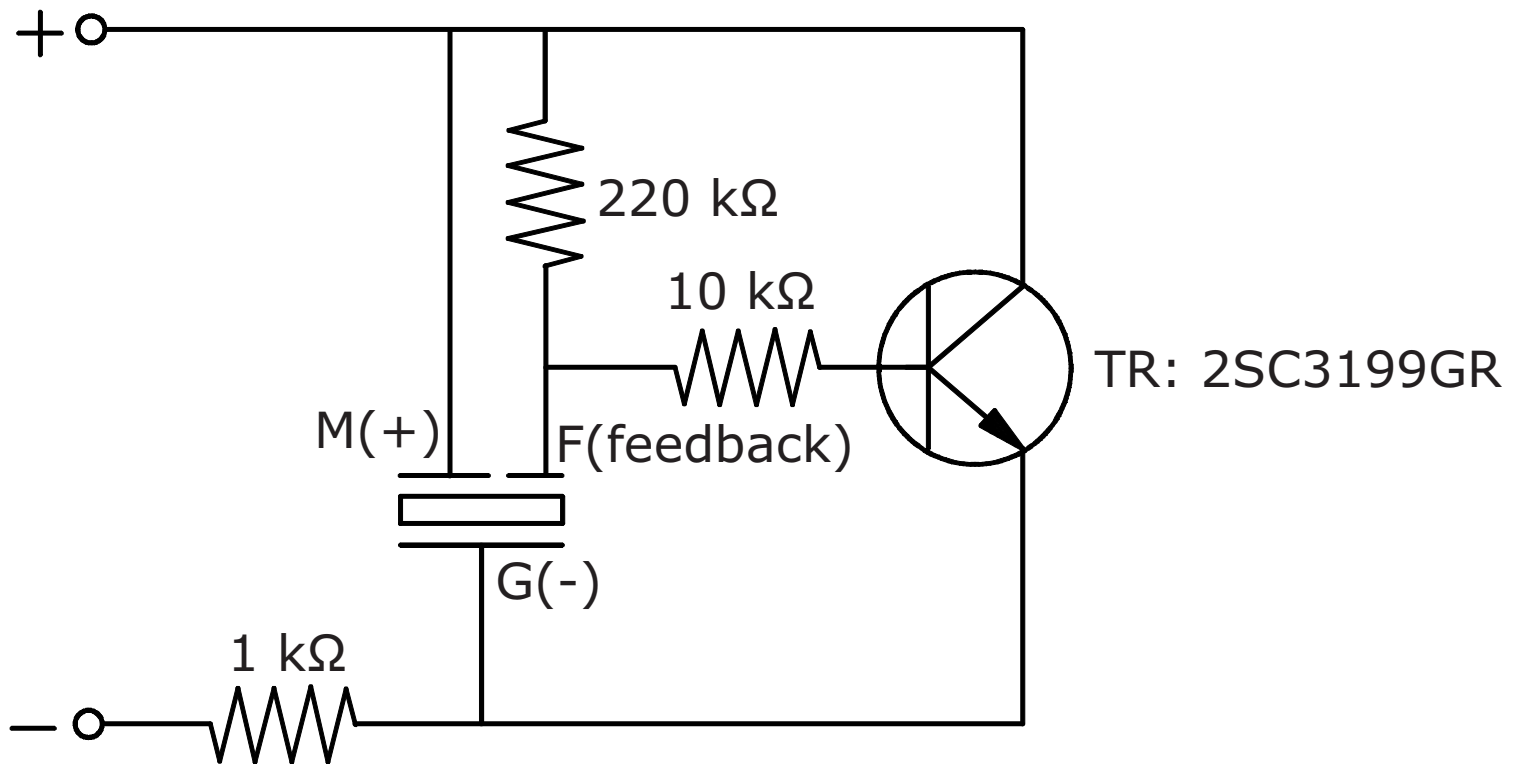 +
220 kΩ
10 kΩ
TR: 2SC3199GR
M(+)
F(feedback)
G(-)
1 kΩ
−